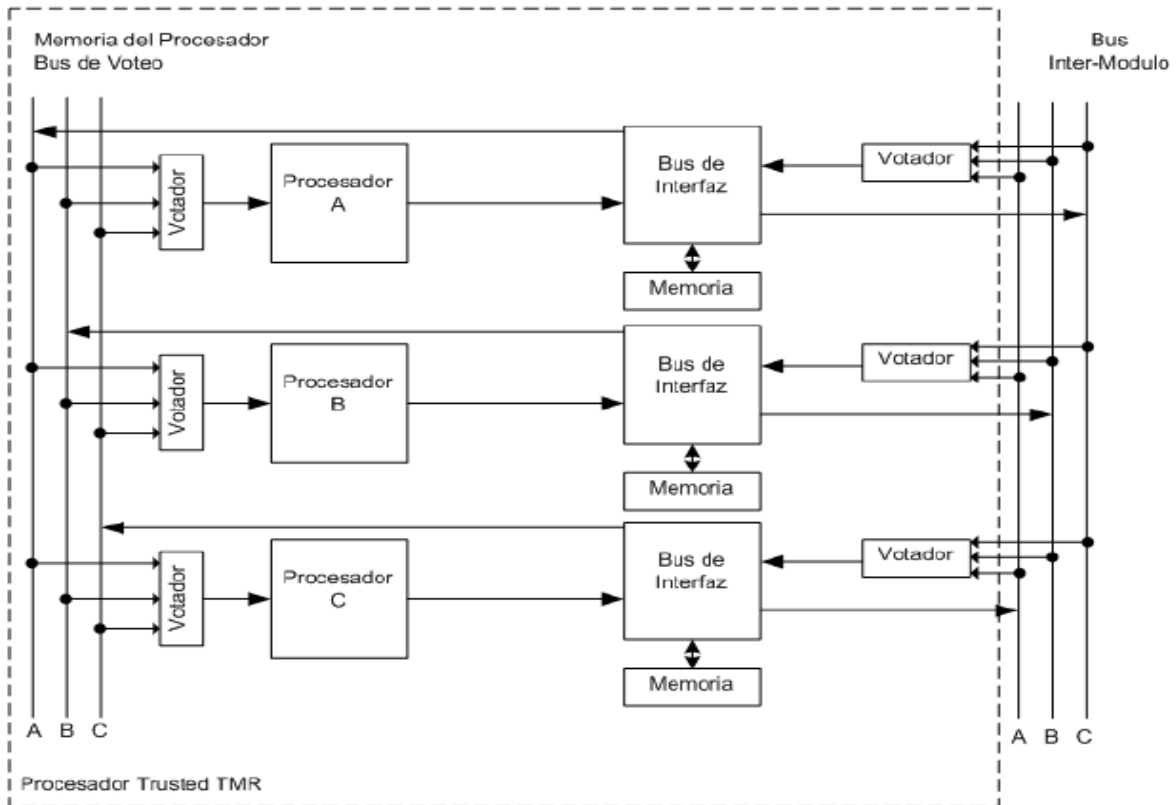 Memoria del Procesador
Bus de Voteo
Bus
Inter-Modulo
Votador
Procesador
A
Bus de
Interfaz
Votador
Memoria
Votador
Procesador
B
Bus de
Interfaz
Votador
Memoria
Votador
Procesador
C
Bus de
Interfaz
Votador
Memoria
A B C
A B C
Procesador Trusted TMR